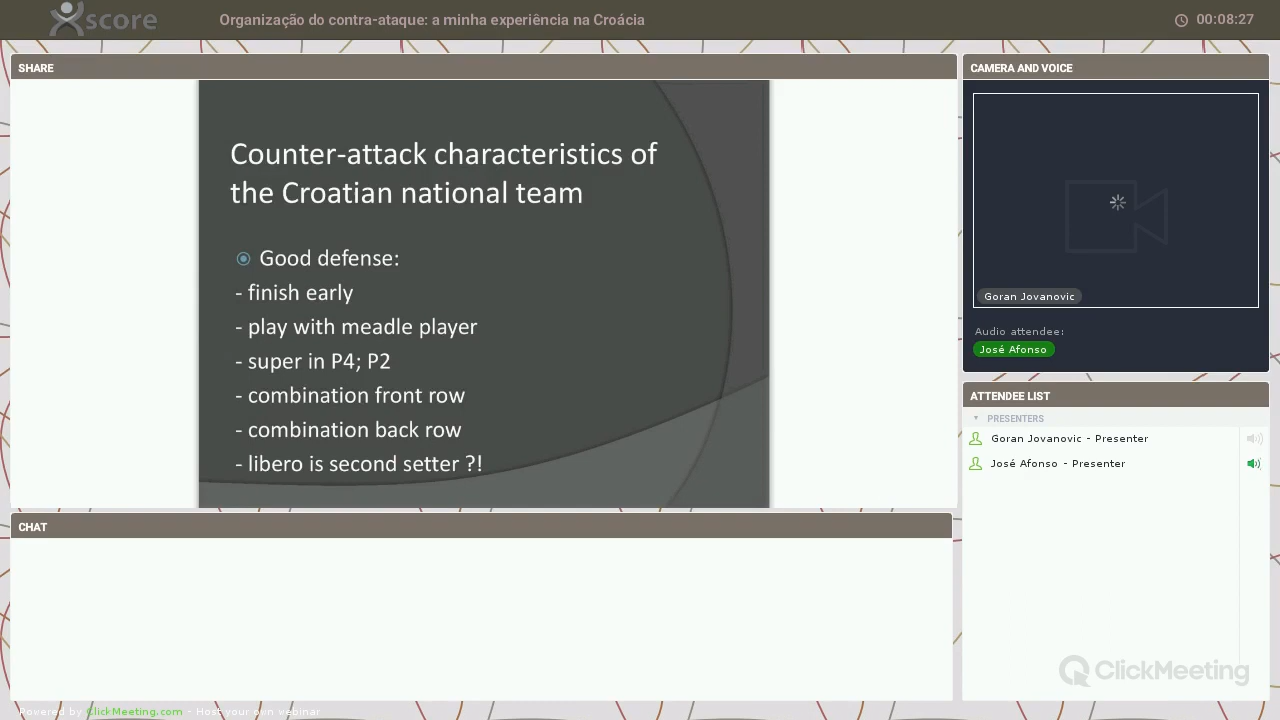 xscore
Organização do contra-ataque: a minha experiência na Croácia
00:08:27
SHARE
Counter-attack characteristics of
the Croatian national team
Good defense:
- finish early
- play with meadle player
- super in P4; P2
- combination front row
- combination back row
- libero is second setter ?!
CAMERA AND VOICE
Goran Jovanovic
Audio attendee:
José Afonso
ATTENDEE LIST
PRESENTERS
Goran Jovanovic - Presenter
José Afonso - Presenter
CHAT
ClickMeeting
Powered by ClickMeeting.com - Host your own webinar